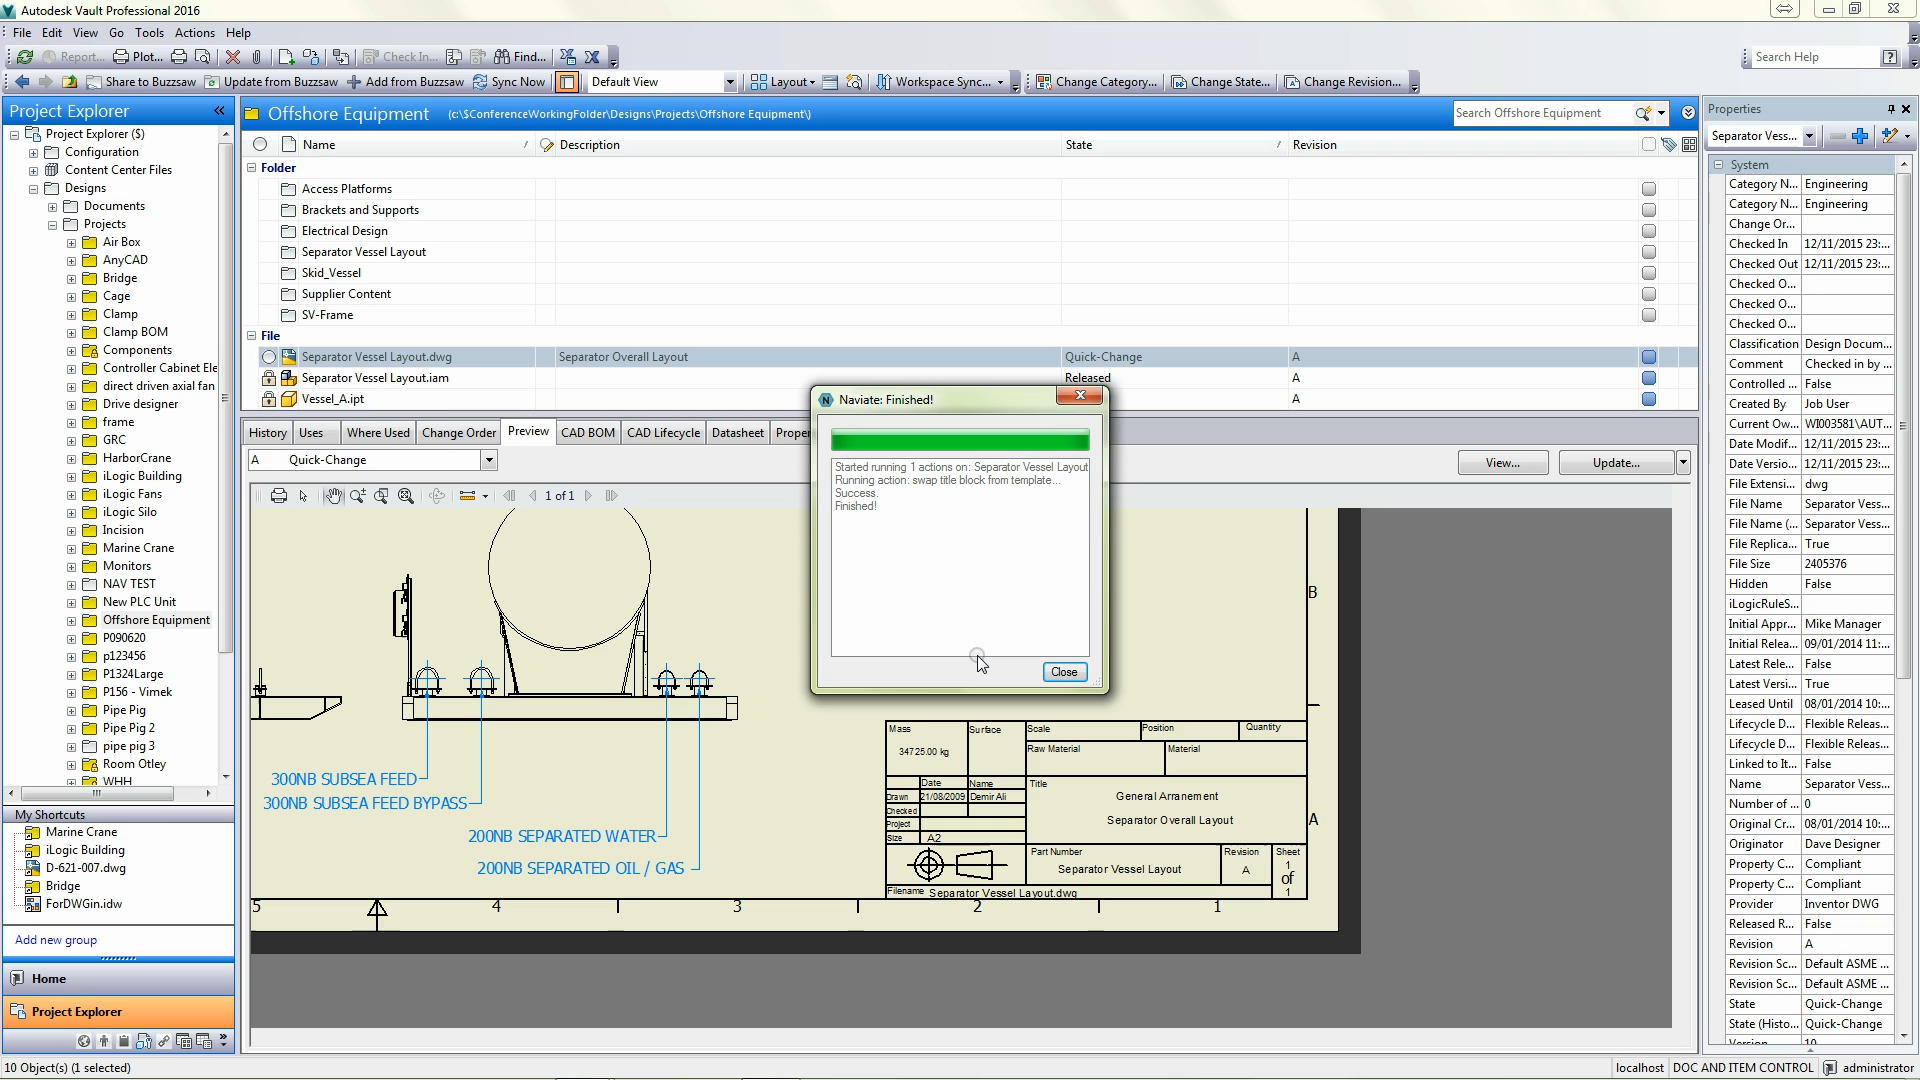 Autodesk Vault Professional 2016
File Edit View Go Tools Actions Help
Report... Plot... Check In... Find... Search Help
Share to Buzzsaw Update from Buzzsaw Add from Buzzsaw Sync Now Default View Layout Workspace Sync... Change Category... Change State... Change Revision...
Project Explorer
Project Explorer ($)
Configuration
Content Center Files
Designs
Documents
Projects
Air Box
AnyCAD
Bridge
Cage
Clamp
Clamp BOM
Components
Controller Cabinet Ele
direct driven axial fan
Drive designer
frame
GRC
HarborCrane
iLogic Building
iLogic Fans
iLogic Silo
Incision
Marine Crane
Monitors
NAV TEST
New PLC Unit
Offshore Equipment
P090620
p123456
P1324Large
P156 - Vimek
Pipe Pig
Pipe Pig 2
pipe pig 3
Room Otley
WHH
My Shortcuts
Marine Crane
iLogic Building
D-621-007.dwg
Bridge
ForDWGin.idw
Add new group
Home
Project Explorer
10 Object(s) (1 selected)
Offshore Equipment (c:\$ConferenceWorkingFolder\Designs\Projects\Offshore Equipment\) Search Offshore Equipment
Name Description State Revision
Folder
Access Platforms
Brackets and Supports
Electrical Design
Separator Vessel Layout
Skid_Vessel
Supplier Content
SV-Frame
File
Separator Vessel Layout.dwg Separator Overall Layout Quick-Change A
Separator Vessel Layout.iam Released A
Vessel_A.ipt A
History Uses Where Used Change Order Preview CAD BOM CAD Lifecycle Datasheet Proper
A Quick-Change View... Update...
1 of 1
Naviate: Finished!
Started running 1 actions on: Separator Vessel Layout
Running action: swap title block from template...
Success.
Finished!
Close
300NB SUBSEA FEED
300NB SUBSEA FEED BYPASS
200NB SEPARATED WATER
200NB SEPARATED OIL / GAS
B
A
5 4 3 2 1
Mass Surface Scale Position Quantity
34725.00 kg Raw Material Material
Date Name Title
Drawn 21/08/2009 Demir Ali General Arranement
Checked
Project Separator Overall Layout
Size A2
Part Number Revision Sheet
Separator Vessel Layout A 1 of 1
Filename Separator Vessel Layout.dwg
Properties
Separator Vess...
System
Category N... Engineering
Category N... Engineering
Change Or...
Checked In 12/11/2015 23:...
Checked Out 12/11/2015 23:...
Checked O...
Checked O...
Checked O...
Classification Design Docum...
Comment Checked in by ...
Controlled ... False
Created By Job User
Current Ow... WI003581\AUT...
Date Modif... 12/11/2015 23:...
Date Versio... 12/11/2015 23:...
File Extensi... dwg
File Name Separator Vess...
File Name (... Separator Vess...
File Replica... True
File Size 2405376
Hidden False
iLogicRuleS...
Initial Appr... Mike Manager
Initial Relea... 09/01/2014 11:...
Latest Rele... False
Latest Versi... True
Leased Until 08/01/2014 10:...
Lifecycle D... Flexible Releas...
Lifecycle D... Flexible Releas...
Linked to It... False
Name Separator Vess...
Number of ... 0
Original Cr... 08/01/2014 10:...
Originator Dave Designer
Property C... Compliant
Property C... Compliant
Provider Inventor DWG
Released R... False
Revision A
Revision Sc... Default ASME ...
Revision Sc... Default ASME ...
State Quick-Change
State (Histo... Quick-Change
Version 10
localhost DOC AND ITEM CONTROL administrator